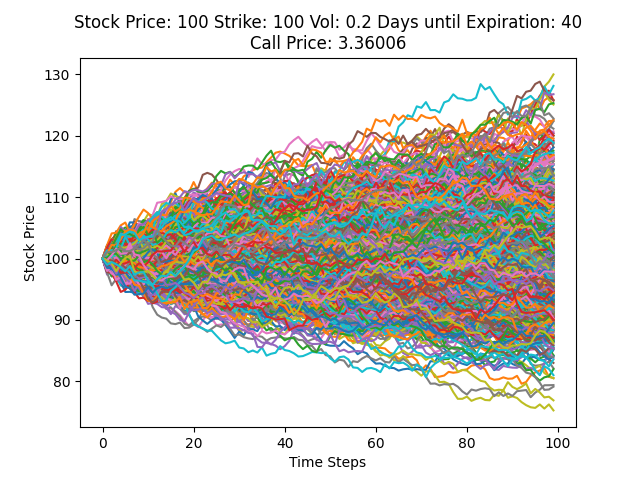 Stock Price: 100 Strike: 100 Vol: 0.2 Days until Expiration: 40
Call Price: 3.36006
130
120
110
100
90
80
Stock Price
0 20 40 60 80 100
Time Steps